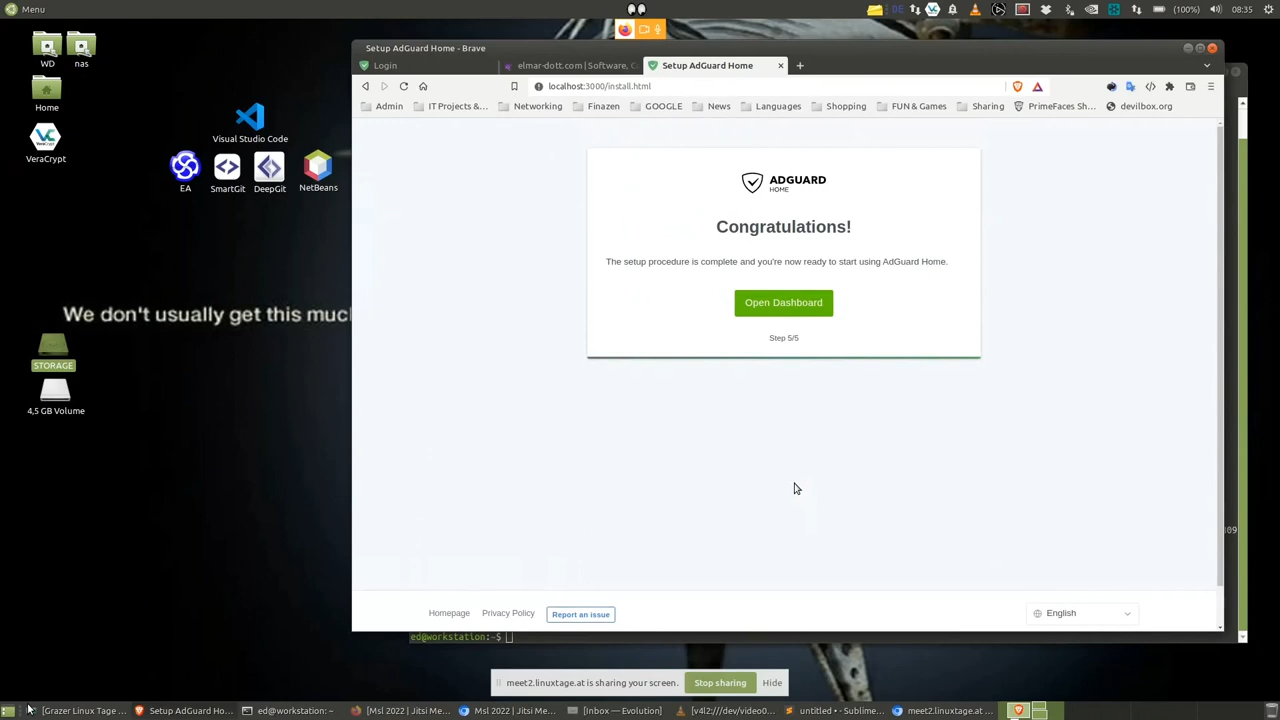 Menu
DE
(100%)
08:35
WD
nas
Home
VeraCrypt
Visual Studio Code
EA
SmartGit
DeepGit
NetBeans
We don't usually get this muc
STORAGE
4,5 GB Volume
Setup AdGuard Home - Brave
Login
elmar-dott.com | Software, C
Setup AdGuard Home
localhost:3000/install.html
Admin
IT Projects &...
Networking
Finazen
GOOGLE
News
Languages
Shopping
FUN & Games
Sharing
PrimeFaces Sh...
devilbox.org
ADGUARD
HOME
Congratulations!
The setup procedure is complete and you're now ready to start using AdGuard Home.
Open Dashboard
Step 5/5
Homepage
Privacy Policy
Report an issue
English
ed@workstation:~$
meet2.linuxtage.at is sharing your screen.
Stop sharing
Hide
[Grazer Linux Tage ...
Setup AdGuard Ho...
ed@workstation: ...
[Msl 2022 | Jitsi Me...
Msl 2022 | Jitsi Me...
[Inbox — Evolution]
[v4l2:///dev/video0...
untitled • - Sublime...
meet2.linuxtage.at ...